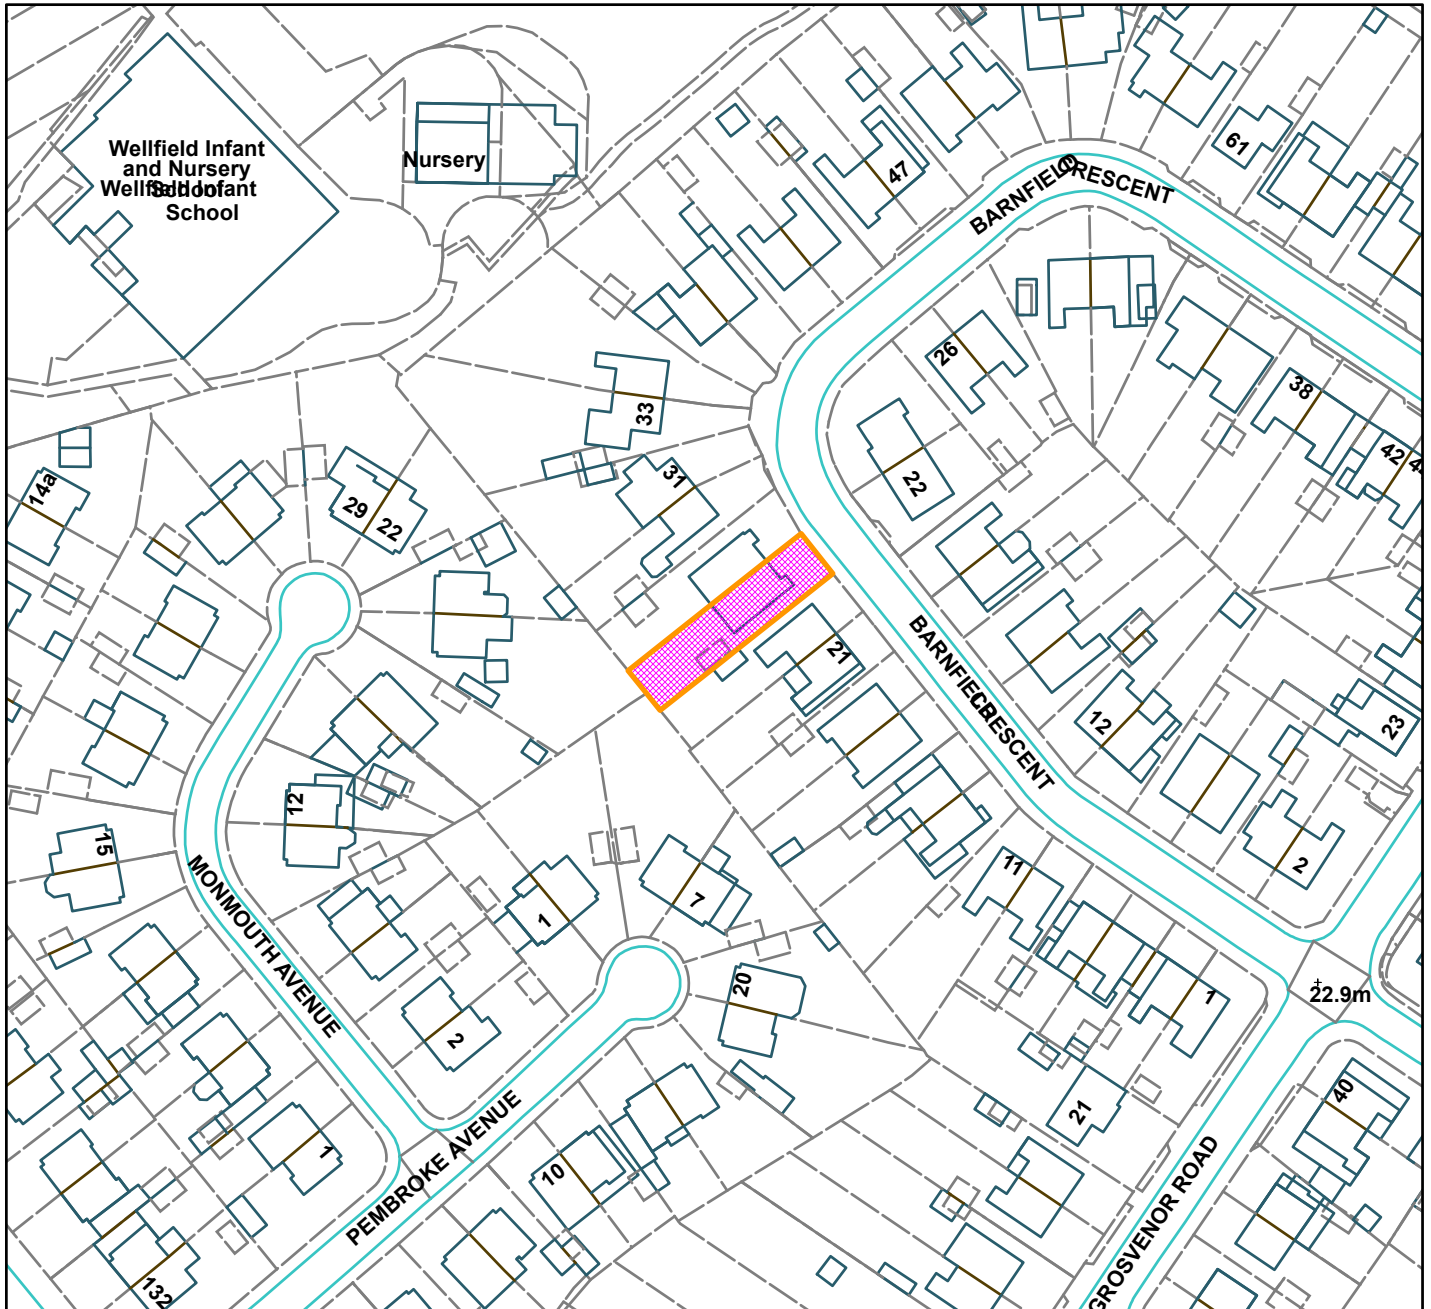 Wellfield Infant
and Nursery
School
Wellfield Infant
School
Nursery
47
BARNFIELD
CRESCENT
61
26
38
42
4
33
22
31
14a
29
22
21
BARNFIELD
CRESCENT
12
23
2
12
15
MONMOUTH AVENUE
1
7
11
20
1
22.9m
2
PEMBROKE AVENUE
1
10
21
40
GROSVENOR ROAD
132